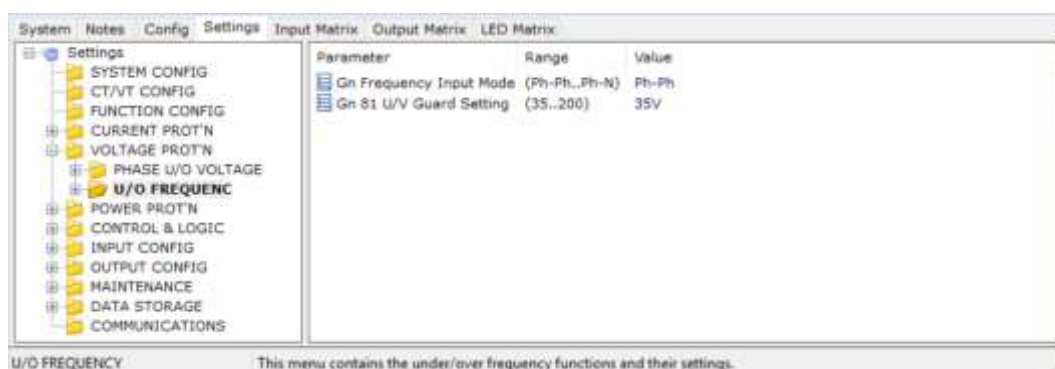 System Notes Config Settings Input Matrix Output Matrix LED Matrix
Settings
SYSTEM CONFIG
CT/VT CONFIG
FUNCTION CONFIG
CURRENT PROT'N
VOLTAGE PROT'N
PHASE U/O VOLTAGE
U/O FREQUENC
POWER PROT'N
CONTROL & LOGIC
INPUT CONFIG
OUTPUT CONFIG
MAINTENANCE
DATA STORAGE
COMMUNICATIONS
Parameter Range Value
Gn Frequency Input Mode (Ph-Ph..Ph-N) Ph-Ph
Gn 81 U/V Guard Setting (35..200) 35V
U/O FREQUENCY This menu contains the under/over frequency functions and their settings.